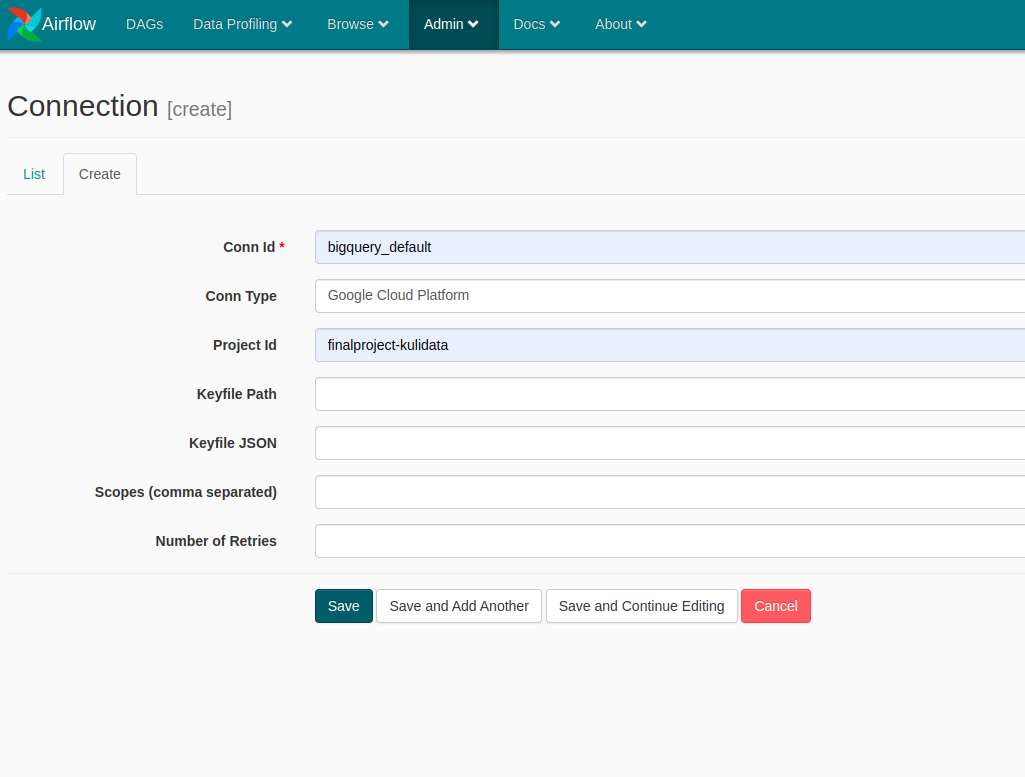 Airflow DAGs Data Profiling Browse Admin Docs About
Connection [create]
List Create
Conn Id * bigquery_default
Conn Type Google Cloud Platform
Project Id finalproject-kulidata
Keyfile Path
Keyfile JSON
Scopes (comma separated)
Number of Retries
Save Save and Add Another Save and Continue Editing Cancel